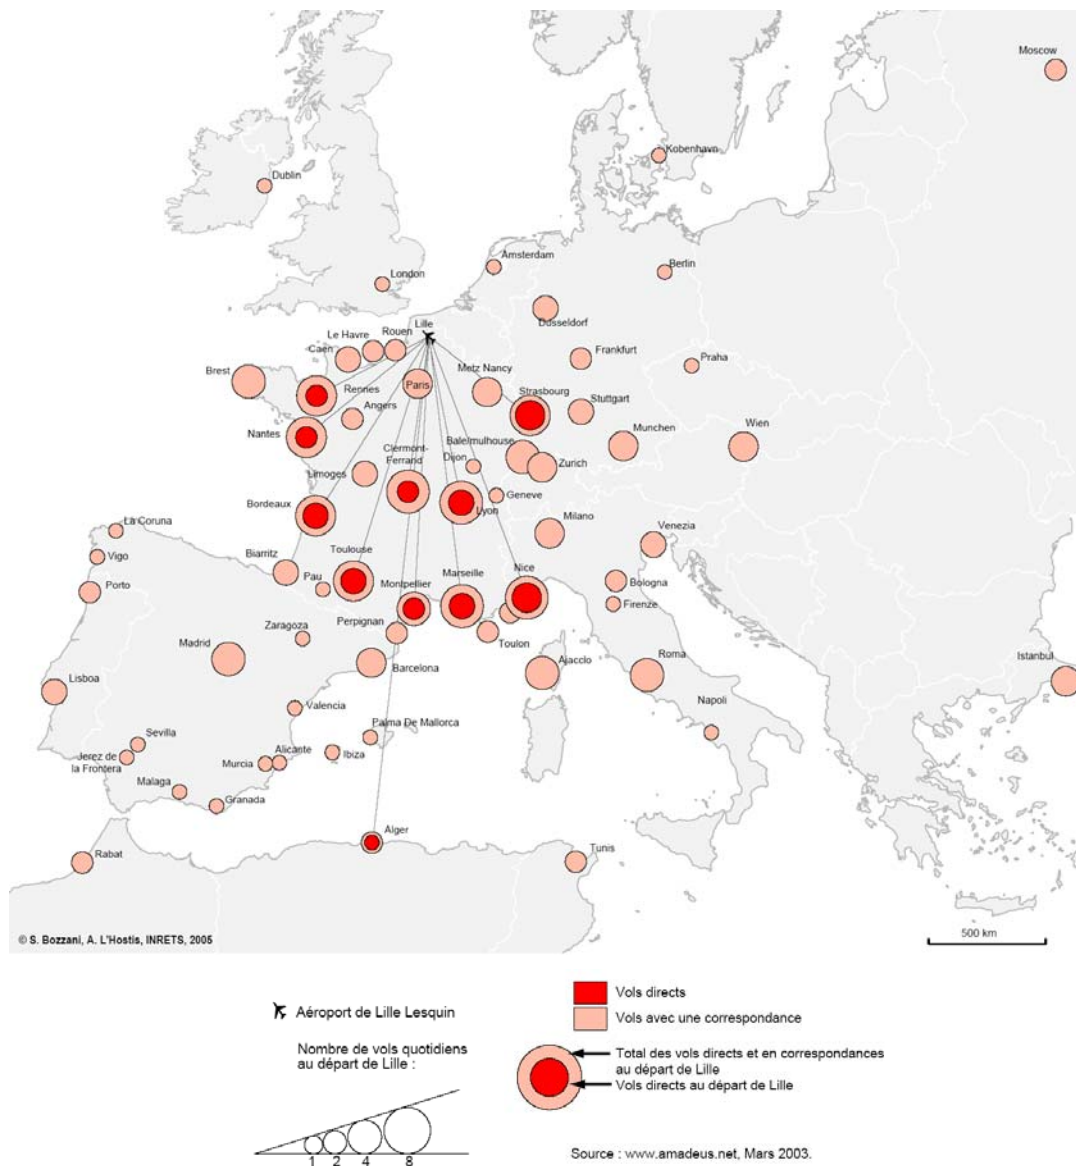 Moscow
Kobenhavn
Dublin
Amsterdam
Berlin
London
Düsseldorf
Lille
Rouen
Le Havre
Caen
Frankfurt
Praha
Brest
Paris
Metz Nancy
Rennes
Strasbourg
Angers
Stuttgart
Nantes
Clermont-
Ferrand
Bale/mulhouse
Munchen
Wien
Dijon
Zurich
Limoges
Geneve
Bordeaux
Lyon
La Coruna
Milano
Venezia
Vigo
Toulouse
Biarritz
Pau
Montpellier
Marseille
Nice
Bologna
Porto
Firenze
Zaragoza
Perpignan
Toulon
Madrid
Barcelona
Ajaccio
Roma
Istanbul
Lisboa
Valencia
Napoli
Palma De Mallorca
Sevilla
Jerez de
la Frontera
Murcia
Alicante
Ibiza
Malaga
Granada
Alger
Rabat
Tunis
© S. Bozzani, A. L'Hostis, INRETS, 2005
500 km
Aéroport de Lille Lesquin
Nombre de vols quotidiens
au départ de Lille :
1 2 4 8
Vols directs
Vols avec une correspondance
Total des vols directs et en correspondances
au départ de Lille
Vols directs au départ de Lille
Source : www.amadeus.net, Mars 2003.